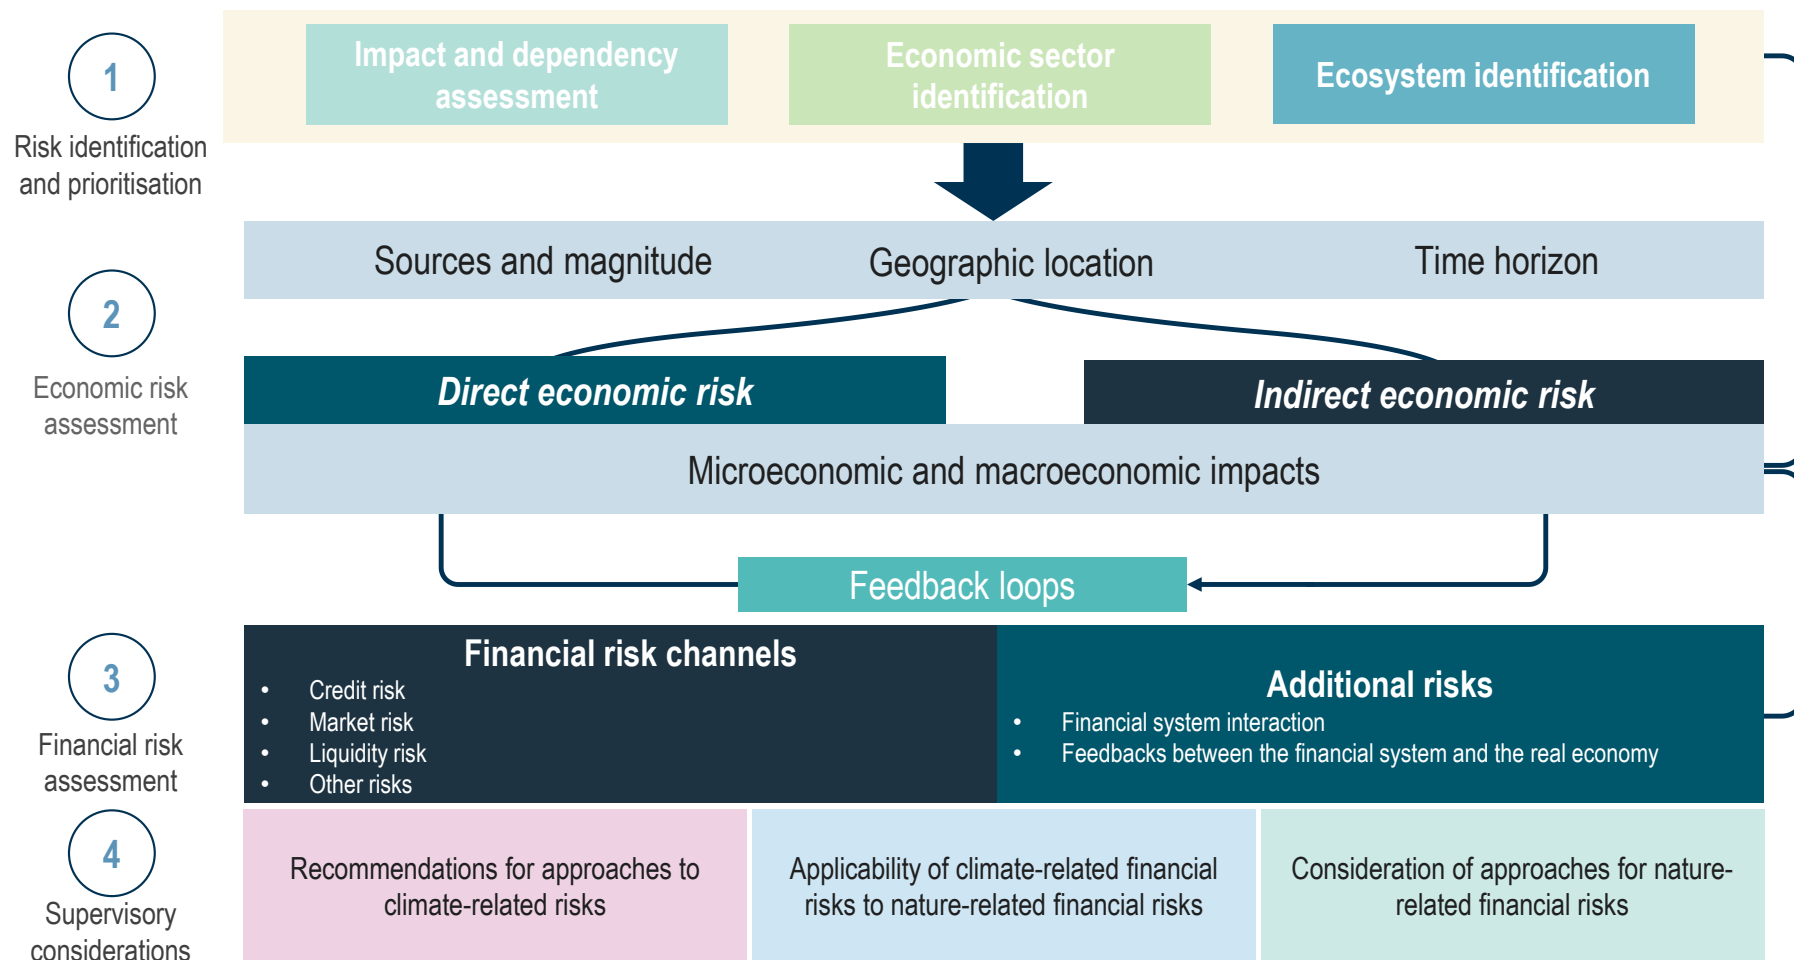 1
Risk identification
and prioritisation
Impact and dependency
assessment
Economic sector
identification
Ecosystem identification
2
Economic risk
assessment
Sources and magnitude
Geographic location
Time horizon
Direct economic risk
Indirect economic risk
Microeconomic and macroeconomic impacts
Feedback loops
3
Financial risk
assessment
Financial risk channels
• Credit risk
• Market risk
• Liquidity risk
• Other risks
Additional risks
• Financial system interaction
• Feedbacks between the financial system and the real economy
4
Supervisory
considerations
Recommendations for approaches to
climate-related risks
Applicability of climate-related financial
risks to nature-related financial risks
Consideration of approaches for nature-
related financial risks